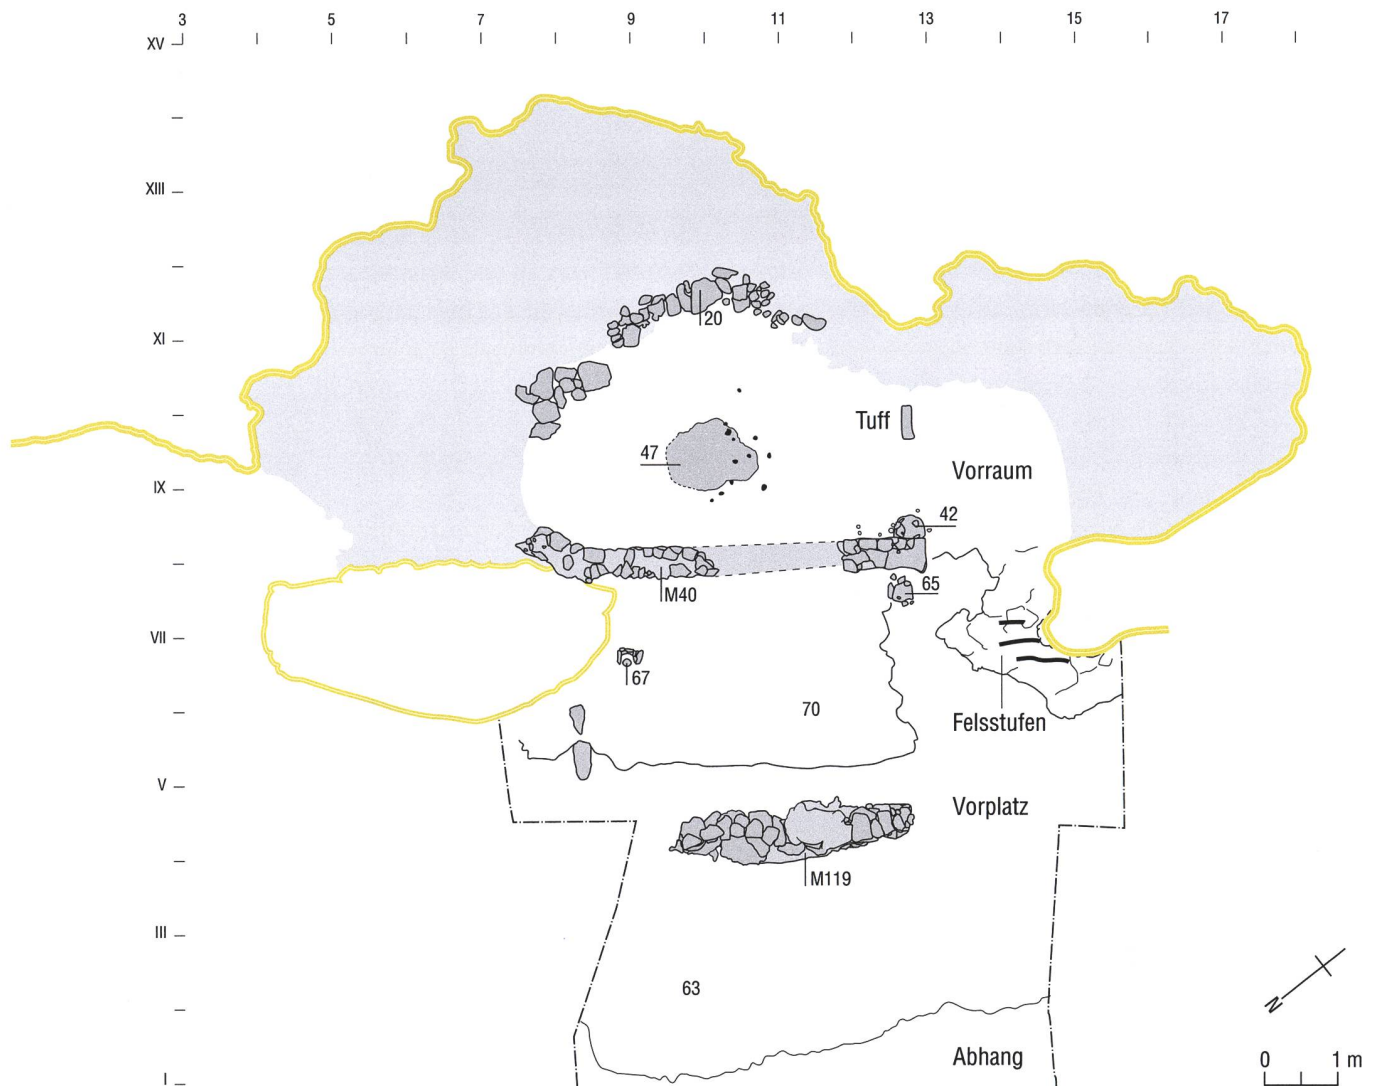 3 5 7 9 11 13 15 17
XV
XIII
20
XI
Tuff
47
Vorraum
IX
42
65
M40
VII
67
70
Felsstufen
V
Vorplatz
M119
III
63
N
Abhang
0 1 m
I